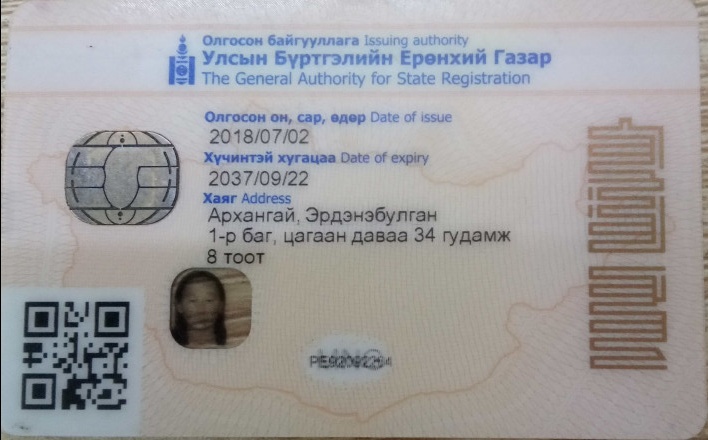 Олгосон байгууллага Issuing authority
Улсын Бүртгэлийн Ерөнхий Газар
The General Authority for State Registration
Олгосон он, сар, өдөр Date of issue
2018/07/02
Хүчинтэй хугацаа Date of expiry
2037/09/22
Хаяг Address
Архангай, Эрдэнэбулган
1-р баг, цагаан даваа 34 гудамж
8 тоот